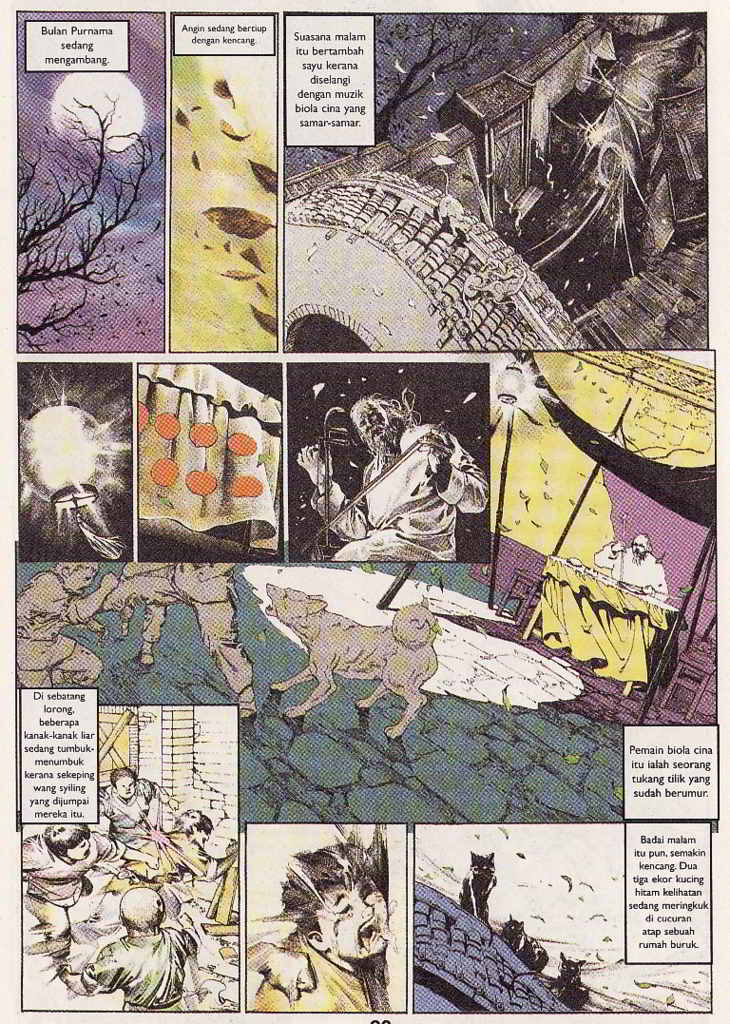 Bulan Purnama
sedang
mengambang.
Angin sedang bertiup
dengan kencang.
Suasana malam
itu bertambah
sayu kerana
diselangi
dengan muzik
biola cina yang
samar-samar.
Di sebatang
lorong,
beberapa
kanak-kanak liar
sedang tumbuk-
menumbuk
kerana sekeping
wang syiling
yang dijumpai
mereka itu.
Pemain biola cina
itu ialah seorang
tukang tilik yang
sudah berumur.
Badai malam
itu pun, semakin
kencang. Dua
tiga ekor kucing
hitam kelihatan
sedang meringkuk
di cucuran
atap sebuah
rumah buruk.